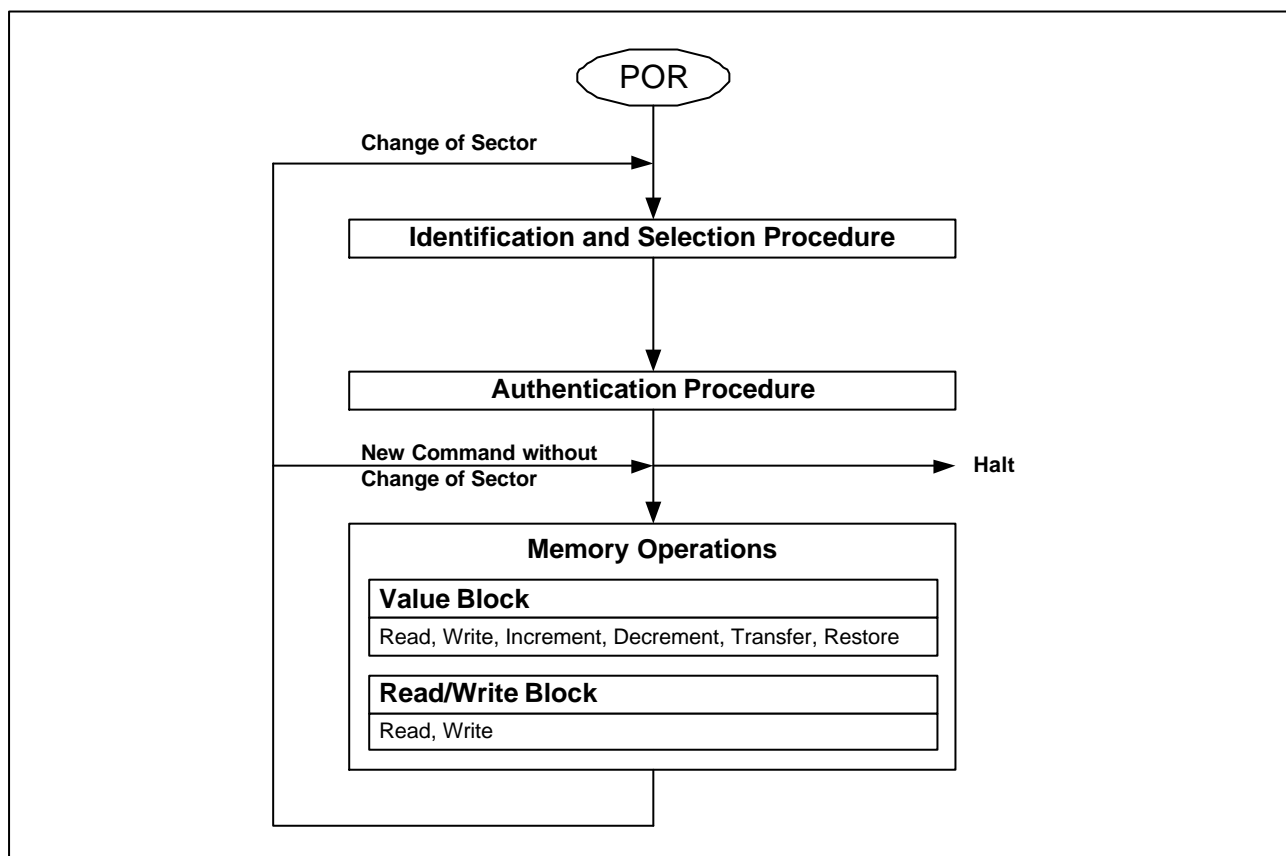 POR
Change of Sector
Identification and Selection Procedure
Authentication Procedure
New Command without
Change of Sector
Halt
Memory Operations
Value Block
Read, Write, Increment, Decrement, Transfer, Restore
Read/Write Block
Read, Write